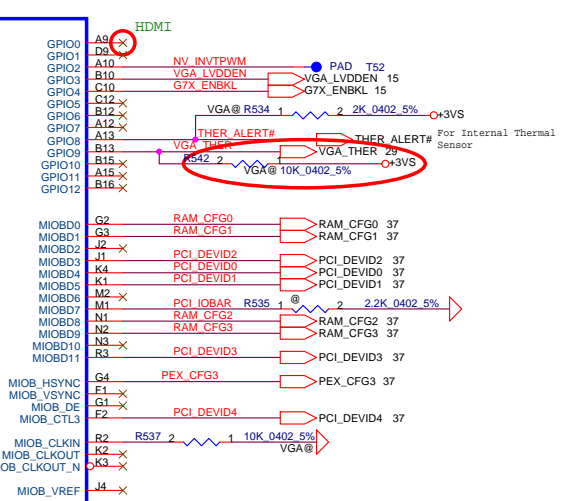 HDMI
GPIO0 A9
GPIO1 D9
GPIO2 A10 NV_INVTPWM PAD T52
GPIO3 B10 VGA_LVDDEN VGA_LVDDEN 15
GPIO4 C10 G7X_ENBKL G7X_ENBKL 15
GPIO5 C12
GPIO6 B12 VGA@ R534 1 2 2K_0402_5% +3VS
GPIO7 A12
GPIO8 A13 THER_ALERT# THER_ALERT# For Internal Thermal
Sensor
GPIO9 B13 VGA_THER VGA_THER 29
GPIO10 B15 R542 2 1 +3VS
GPIO11 A15 VGA@ 10K_0402_5%
GPIO12 B16
MIOBD0 G2 RAM_CFG0 RAM_CFG0 37
MIOBD1 G3 RAM_CFG1 RAM_CFG1 37
MIOBD2 J2
MIOBD3 J1 PCI_DEVID2 PCI_DEVID2 37
MIOBD4 K4 PCI_DEVID0 PCI_DEVID0 37
MIOBD5 K1 PCI_DEVID1 PCI_DEVID1 37
MIOBD6 M2
MIOBD7 M1 PCI_IOBAR R535 1 @ 2 2.2K_0402_5%
MIOBD8 N1 RAM_CFG2 RAM_CFG2 37
MIOBD9 N2 RAM_CFG3 RAM_CFG3 37
MIOBD10 N3
MIOBD11 R3 PCI_DEVID3 PCI_DEVID3 37
MIOB_HSYNC G4 PEX_CFG3 PEX_CFG3 37
MIOB_VSYNC F1
MIOB_DE G1
MIOB_CTL3 F2 PCI_DEVID4 PCI_DEVID4 37
MIOB_CLKIN R2 R537 2 1 10K_0402_5%
VGA@
MIOB_CLKOUT K2
OB_CLKOUT_N K3
MIOB_VREF J4